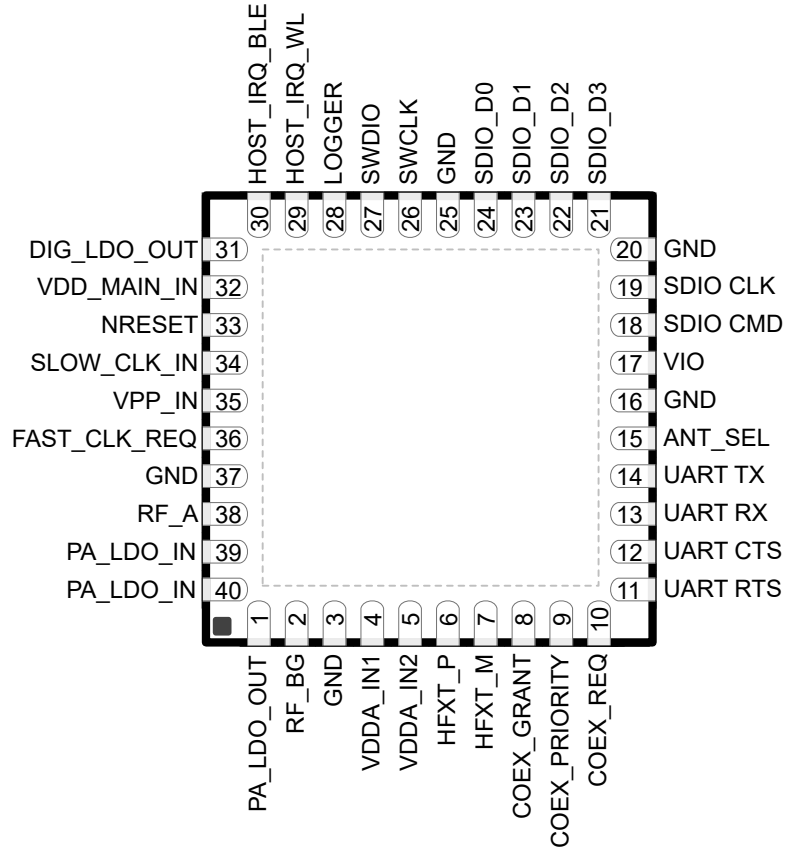 HOST_IRQ_BLE
HOST_IRQ_WL
LOGGER
SWDIO
SWCLK
GND
SDIO_D0
SDIO_D1
SDIO_D2
SDIO_D3
30
29
28
27
26
25
24
23
22
21
DIG_LDO_OUT 31
VDD_MAIN_IN 32
NRESET 33
SLOW_CLK_IN 34
VPP_IN 35
FAST_CLK_REQ 36
GND 37
RF_A 38
PA_LDO_IN 39
PA_LDO_IN 40
20 GND
19 SDIO CLK
18 SDIO CMD
17 VIO
16 GND
15 ANT_SEL
14 UART TX
13 UART RX
12 UART CTS
11 UART RTS
1
2
3
4
5
6
7
8
9
10
PA_LDO_OUT
RF_BG
GND
VDDA_IN1
VDDA_IN2
HFXT_P
HFXT_M
COEX_GRANT
COEX_PRIORITY
COEX_REQ